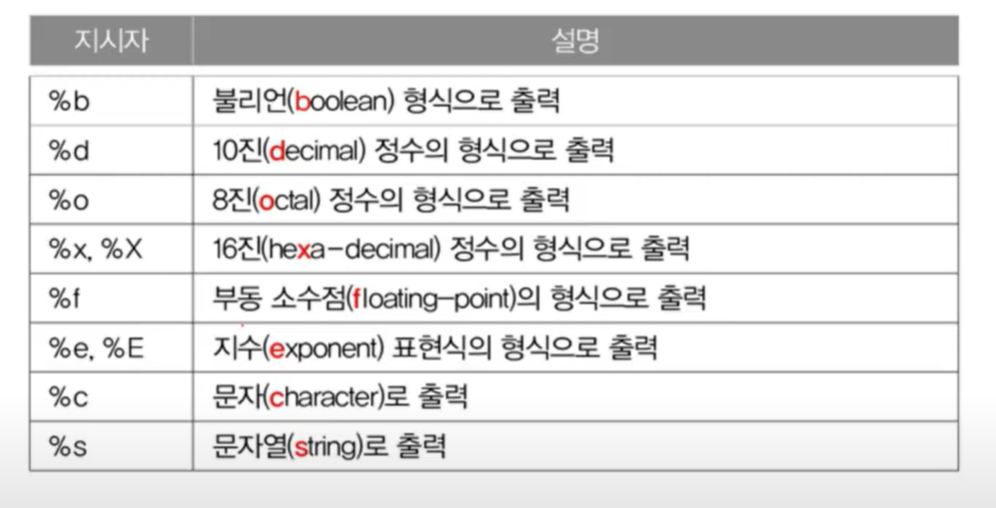 지시자 설명
%b 불리언(boolean) 형식으로 출력
%d 10진(decimal) 정수의 형식으로 출력
%o 8진(octal) 정수의 형식으로 출력
%x, %X 16진(hexa-decimal) 정수의 형식으로 출력
%f 부동 소수점(floating-point)의 형식으로 출력
%e, %E 지수(exponent) 표현식의 형식으로 출력
%c 문자(character)로 출력
%s 문자열(string)로 출력